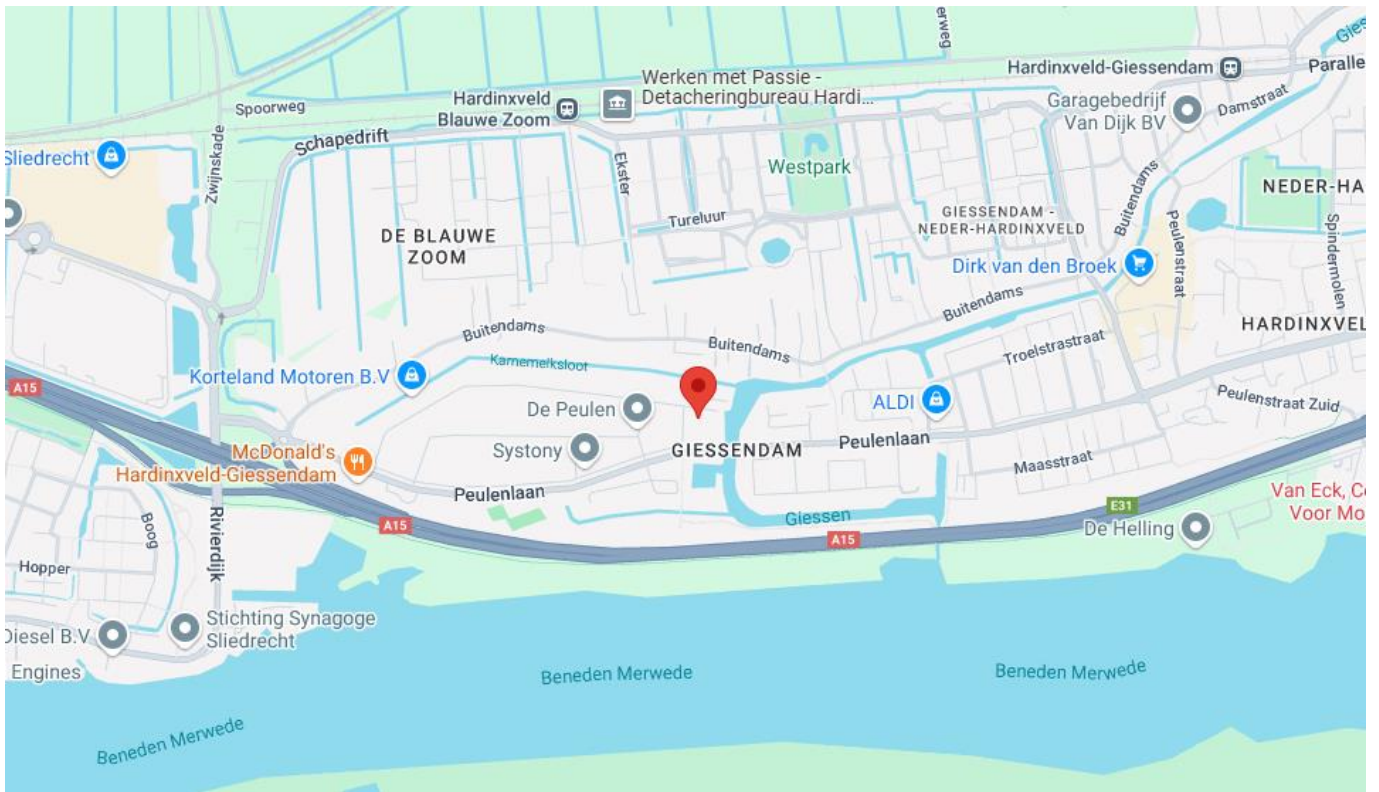 erweg
Gies
Hardinxveld-Giessendam
Paralle
Werken met Passie -
Detacheringbureau Hardi...
Hardinxveld
Blauwe Zoom
Spoorweg
Garagebedrijf
Van Dijk BV
Damstraat
Schapedrift
Sliedrecht
Zwijnskade
Ekster
Westpark
Buitendams
NEDER-HA
Tureluur
GIESSENDAM -
NEDER-HARDINXVELD
Peulenstraat
Spindermolen
DE BLAUWE
ZOOM
Dirk van den Broek
Buitendams
Buitendams
Buitendams
HARDINXVEL
Troelstrastraat
Karnemelksloot
Korteland Motoren B.V
A15
De Peulen
ALDI
Peulenstraat Zuid
Systony
GIESSENDAM
Peulenlaan
McDonald's
Hardinxveld-Giessendam
Maasstraat
Peulenlaan
Van Eck, C
Voor Mo
E31
Giessen
De Helling
A15
A15
Boog
Rivierdijk
Hopper
Stichting Synagoge
Sliedrecht
Diesel B.V
Engines
Beneden Merwede
Beneden Merwede
Beneden Merwede